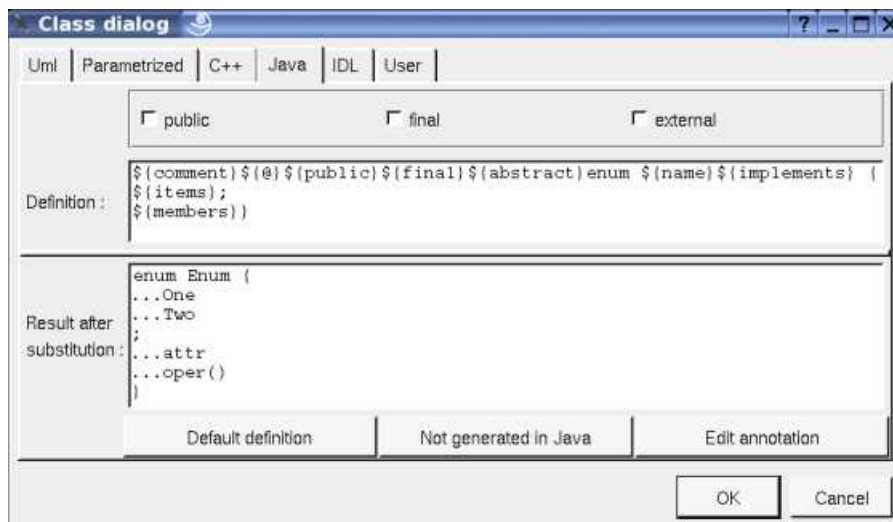 Class dialog
Uml Parametrized C++ Java IDL User
public final external
Definition :
${comment}${@}${public}${final}${abstract}enum ${name}${implements} {
${items};
${members}}
Result after
substitution :
enum Enum {
...One
...Two
;
...attr
...oper()
}
Default definition Not generated in Java Edit annotation
OK Cancel